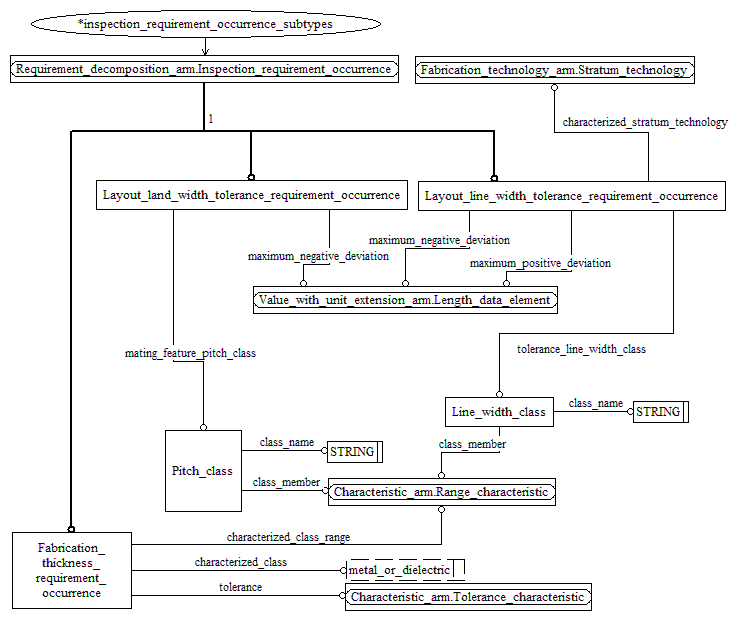 *inspection_requirement_occurrence_subtypes
Requirement_decomposition_arm.Inspection_requirement_occurrence
Fabrication_technology_arm.Stratum_technology
1
characterized_stratum_technology
Layout_land_width_tolerance_requirement_occurrence
Layout_line_width_tolerance_requirement_occurrence
maximum_negative_deviation
maximum_negative_deviation
maximum_positive_deviation
Value_with_unit_extension_arm.Length_data_element
mating_feature_pitch_class
tolerance_line_width_class
Line_width_class
class_name
STRING
class_member
Pitch_class
class_name
STRING
class_member
Characteristic_arm.Range_characteristic
characterized_class_range
Fabrication_
thickness_
requirement_
occurrence
characterized_class
metal_or_dielectric
tolerance
Characteristic_arm.Tolerance_characteristic